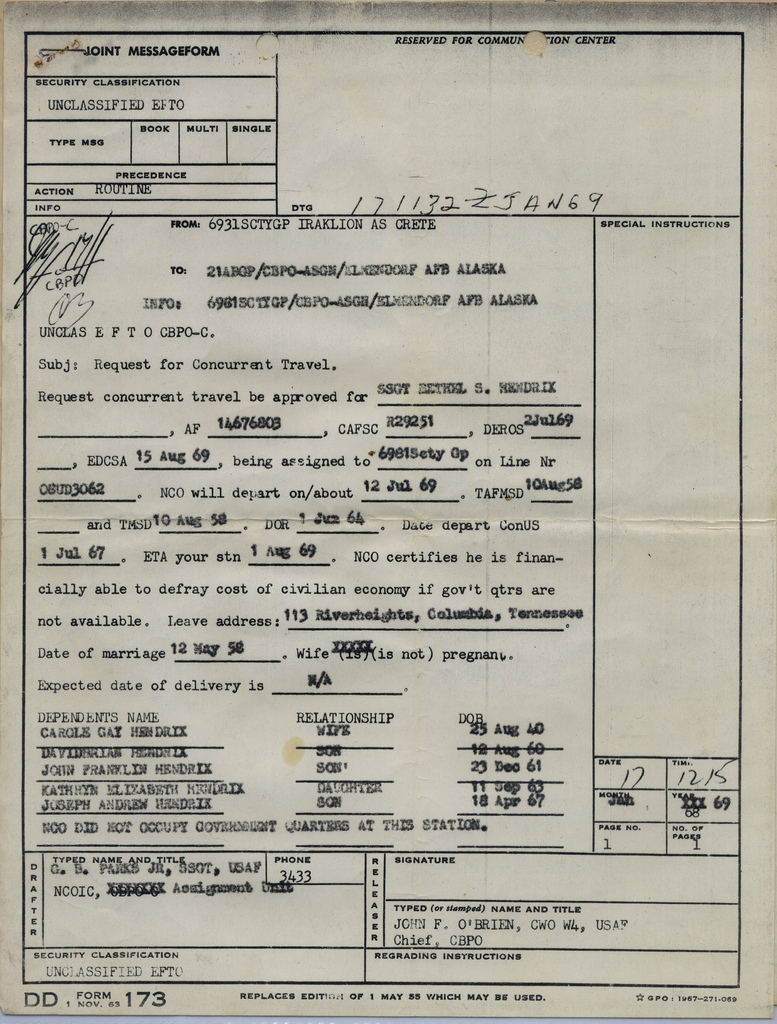 JOINT MESSAGEFORM
RESERVED FOR COMMUN TION CENTER
SECURITY CLASSIFICATION
UNCLASSIFIED EFTO
TYPE MSG BOOK MULTI SINGLE
PRECEDENCE
ACTION ROUTINE
INFO
DTG 171132Z JAN69
CBPO
FROM: 6931SCTYGP IRAKLION AS CRETE
SPECIAL INSTRUCTIONS
TO: 21ABGP/CBPO-ASGN/ELMENDORF AFB ALASKA
INFO: 6981SCTYGP/CBPO-ASGN/ELMENDORF AFB ALASKA
UNCLAS E F T O CBPO-C.
Subj: Request for Concurrent Travel.
Request concurrent travel be approved for SSGT BETHEL S. HENDRIX
, AF 14676803, CAFSC R29251, DEROS 2Jul69
, EDCSA 15 Aug 69, being assigned to 6981Scty Gp on Line Nr
. NCO will depart on/about 12 Jul 69. TAFMSD 10Aug58
and TMSD 10 Aug 58. DOR 1 Jun 64. Date depart ConUS
1 Jul 67. ETA your stn 1 Aug 69. NCO certifies he is finan-
cially able to defray cost of civilian economy if gov't qtrs are
not available. Leave address: 113 Riverheights, Columbia, Tennessee.
Date of marriage 12 May 58. Wife (is)(is not) pregnant.
Expected date of delivery is N/A.
DEPENDENTS NAME RELATIONSHIP DOB
CAROLE GAY HENDRIX WIFE 25 Aug 40
DAVIDBRIAN HENDRIX SON 12 Aug 60
JOHN FRANKLIN HENDRIX SON 23 Dec 61
KATHRYN ELIZABETH HENDRIX DAUGHTER 11 Sep 63
JOSEPH ANDREW HENDRIX SON 18 Apr 67
NCO DID NOT OCCUPY GOVERNMENT QUARTERS AT THIS STATION.
DATE 17 TIME 1215
MONTH Jan YEAR XXX 69
68
PAGE NO. 1 NO. OF PAGES 1
DRAFTER
TYPED NAME AND TITLE PHONE
G. B. PARKS JR, SSGT, USAF 3433
NCOIC, Assignment Unit
RELEASER
SIGNATURE
TYPED (or stamped) NAME AND TITLE
JOHN F. O'BRIEN, CWO W4, USAF
Chief, CBPO
SECURITY CLASSIFICATION
UNCLASSIFIED EFTO
REGRADING INSTRUCTIONS
DD FORM 1 NOV. 63 173
REPLACES EDITION OF 1 MAY 55 WHICH MAY BE USED.
☆ GPO : 1967-271-069